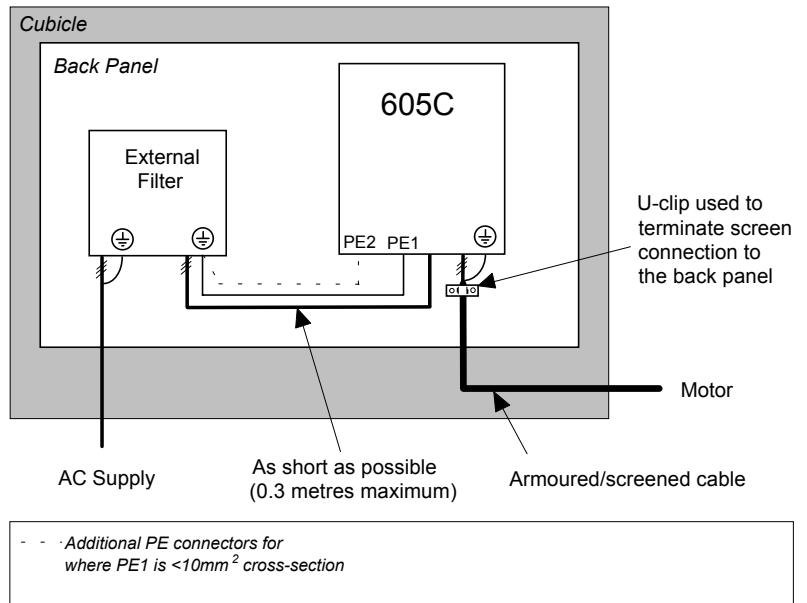 Cubicle
Back Panel
605C
External
Filter
PE2 PE1
U-clip used to
terminate screen
connection to
the back panel
Motor
AC Supply
As short as possible
(0.3 metres maximum)
Armoured/screened cable
- - - Additional PE connectors for
where PE1 is <10mm² cross-section